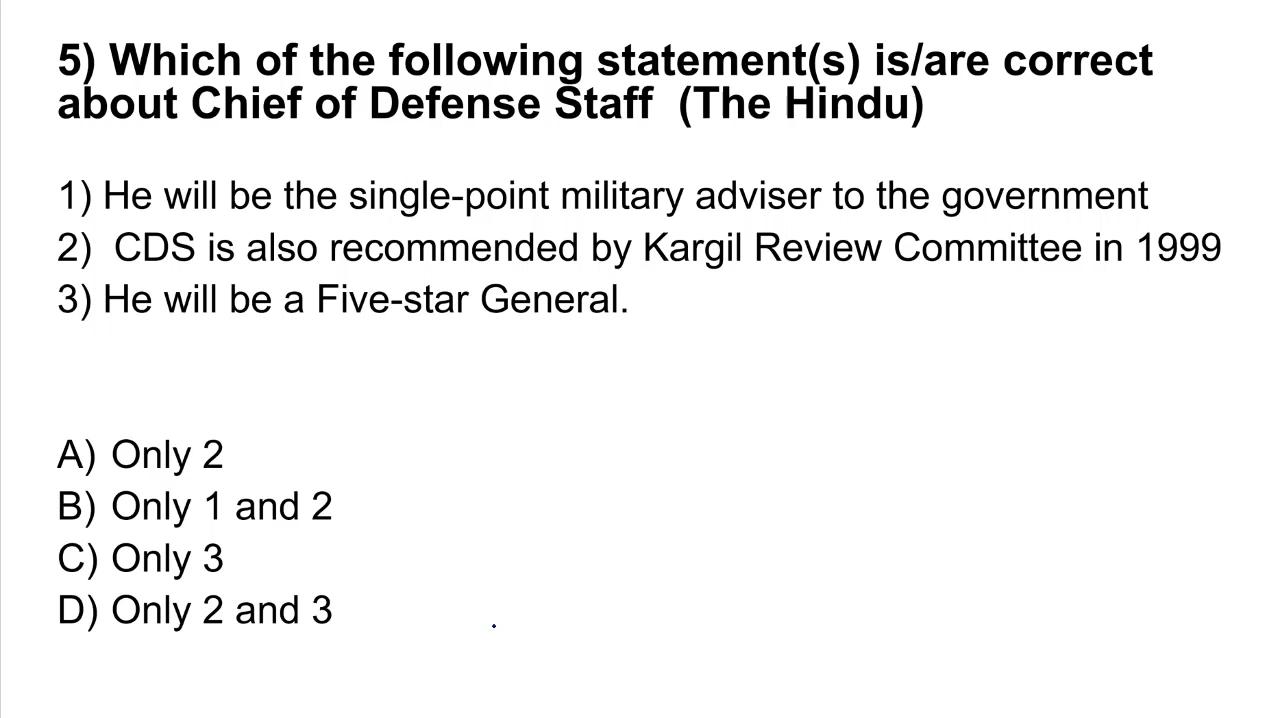 5) Which of the following statement(s) is/are correct
about Chief of Defense Staff (The Hindu)
1) He will be the single-point military adviser to the government
2) CDS is also recommended by Kargil Review Committee in 1999
3) He will be a Five-star General.
A) Only 2
B) Only 1 and 2
C) Only 3
D) Only 2 and 3